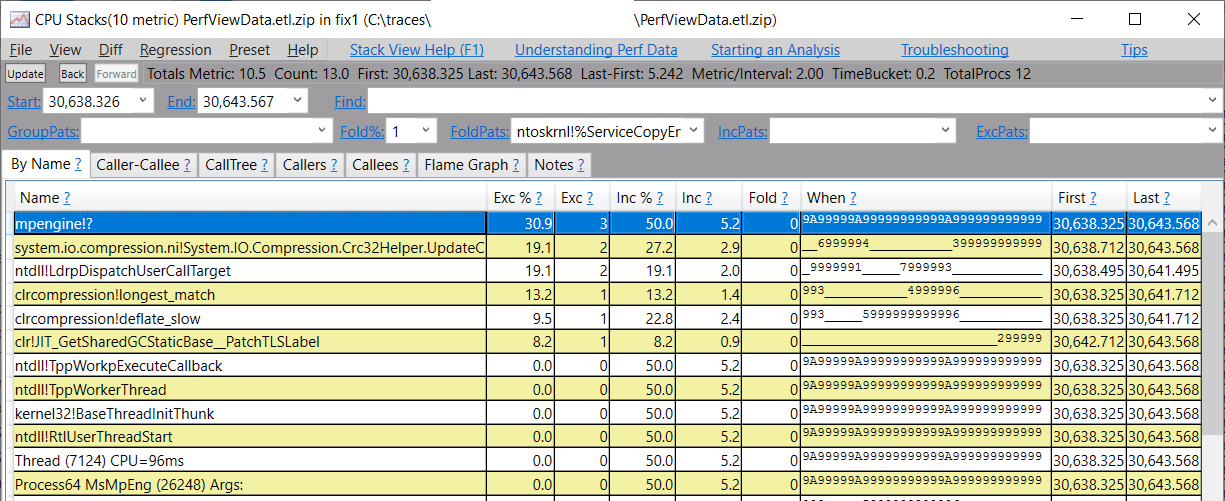 CPU Stacks(10 metric) PerfViewData.etl.zip in fix1 (C:\traces\ \PerfViewData.etl.zip)
File View Diff Regression Preset Help Stack View Help (F1) Understanding Perf Data Starting an Analysis Troubleshooting Tips
Update Back Forward Totals Metric: 10.5 Count: 13.0 First: 30,638.325 Last: 30,643.568 Last-First: 5.242 Metric/Interval: 2.00 TimeBucket: 0.2 TotalProcs 12
Start: 30,638.326 End: 30,643.567 Find:
GroupPats: Fold%: 1 FoldPats: ntoskrnl!%ServiceCopyEr IncPats: ExcPats:
By Name ? Caller-Callee ? CallTree ? Callers ? Callees ? Flame Graph ? Notes ?
Name ? Exc % ? Exc ? Inc % ? Inc ? Fold ? When ? First ? Last ?
mpengine!? 30.9 3 50.0 5.2 0 9A99999A99999999999A999999999999 30,638.325 30,643.568
system.io.compression.ni!System.IO.Compression.Crc32Helper.UpdateC 19.1 2 27.2 2.9 0 __6999994____________399999999999 30,638.712 30,643.568
ntdll!LdrpDispatchUserCallTarget 19.1 2 19.1 2.0 0 _9999991_____7999993_____________ 30,638.495 30,641.495
clrcompression!longest_match 13.2 1 13.2 1.4 0 993___________4999996____________ 30,638.325 30,641.712
clrcompression!deflate_slow 9.5 1 22.8 2.4 0 993_____5999999999996____________ 30,638.325 30,641.712
clr!JIT_GetSharedGCStaticBase__PatchTLSLabel 8.2 1 8.2 0.9 0 __________________________299999 30,642.712 30,643.568
ntdll!TppWorkpExecuteCallback 0.0 0 50.0 5.2 0 9A99999A99999999999A999999999999 30,638.325 30,643.568
ntdll!TppWorkerThread 0.0 0 50.0 5.2 0 9A99999A99999999999A999999999999 30,638.325 30,643.568
kernel32!BaseThreadInitThunk 0.0 0 50.0 5.2 0 9A99999A99999999999A999999999999 30,638.325 30,643.568
ntdll!RtlUserThreadStart 0.0 0 50.0 5.2 0 9A99999A99999999999A999999999999 30,638.325 30,643.568
Thread (7124) CPU=96ms 0.0 0 50.0 5.2 0 9A99999A99999999999A999999999999 30,638.325 30,643.568
Process64 MsMpEng (26248) Args: 0.0 0 50.0 5.2 0 9A99999A99999999999A999999999999 30,638.325 30,643.568